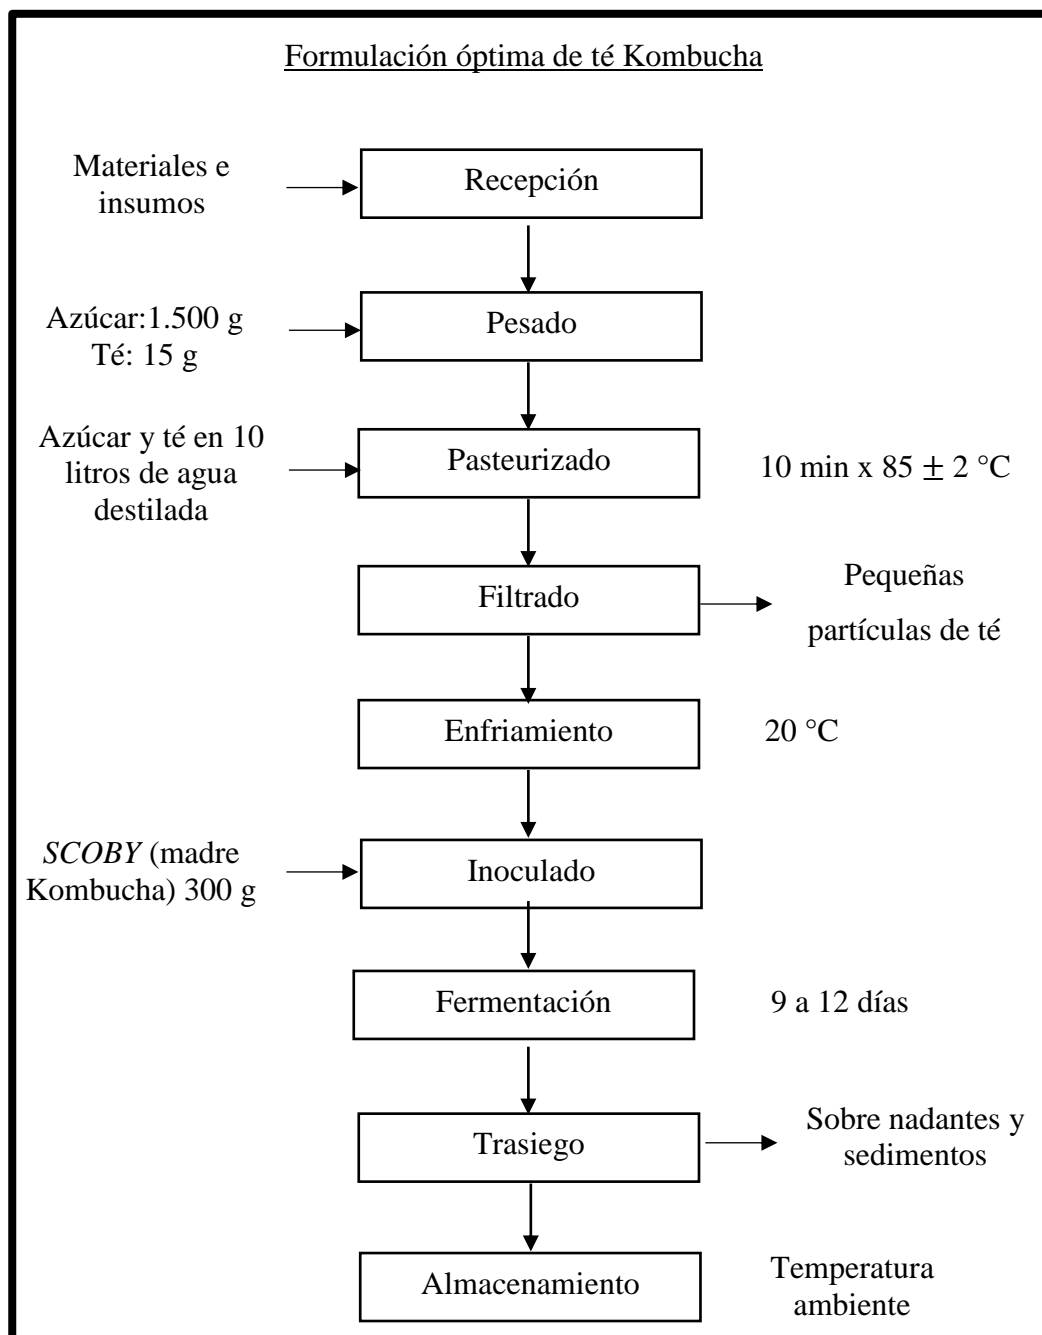 Formulación óptima de té Kombucha
Materiales e
insumos
Recepción
Azúcar:1.500 g
Té: 15 g
Pesado
Azúcar y té en 10
litros de agua
destilada
Pasteurizado
10 min x 85 ± 2 °C
Filtrado
Pequeñas
partículas de té
Enfriamiento
20 °C
SCOBY (madre
Kombucha) 300 g
Inoculado
Fermentación
9 a 12 días
Trasiego
Sobre nadantes y
sedimentos
Almacenamiento
Temperatura
ambiente